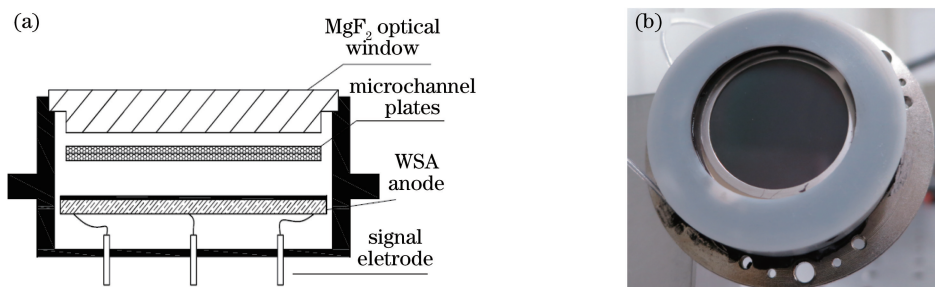 (a)
MgF₂ optical
window
microchannel
plates
WSA
anode
signal
eletrode
(b)